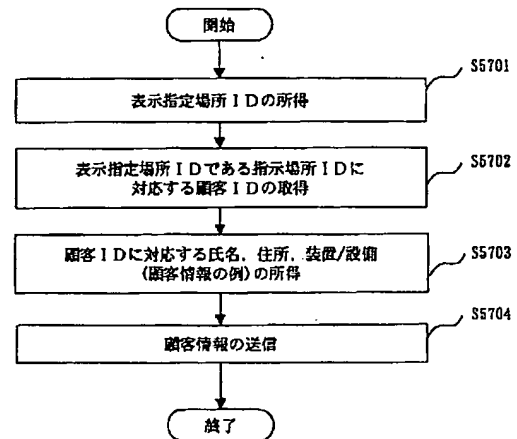 開始
S5701
表示指定場所IDの所得
S5702
表示指定場所IDである指示場所IDに
対応する顧客IDの取得
S5703
顧客IDに対応する氏名，住所，装置/設備
(顧客情報の例)の所得
S5704
顧客情報の送信
終了